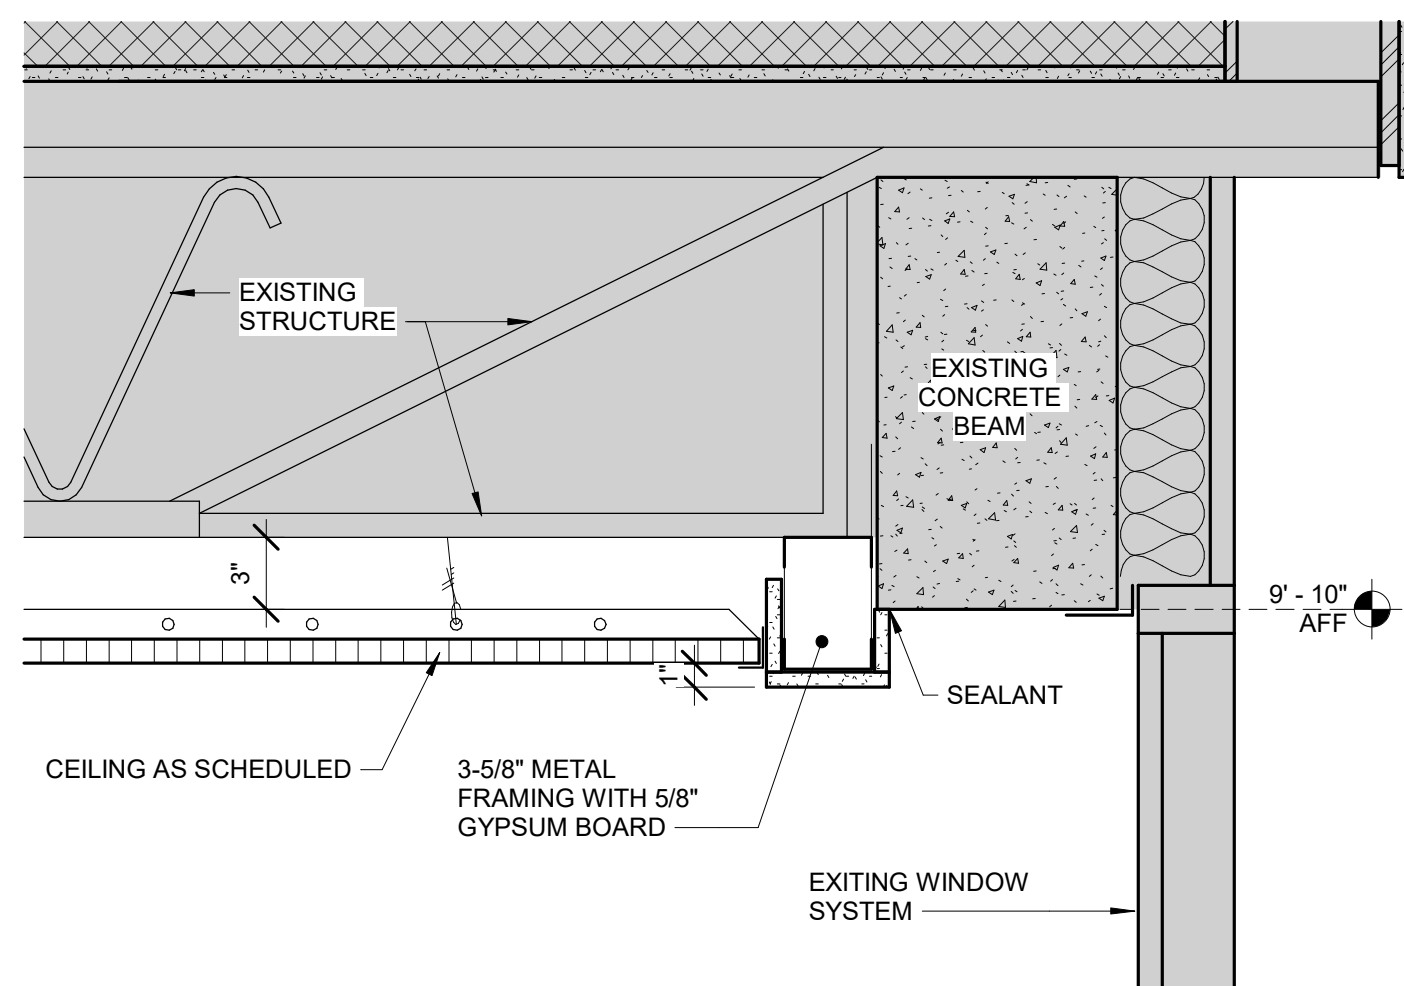 EXISTING
STRUCTURE
EXISTING
CONCRETE
BEAM
3"
9' - 10"
AFF
1"
SEALANT
CEILING AS SCHEDULED
3-5/8" METAL
FRAMING WITH 5/8"
GYPSUM BOARD
EXITING WINDOW
SYSTEM